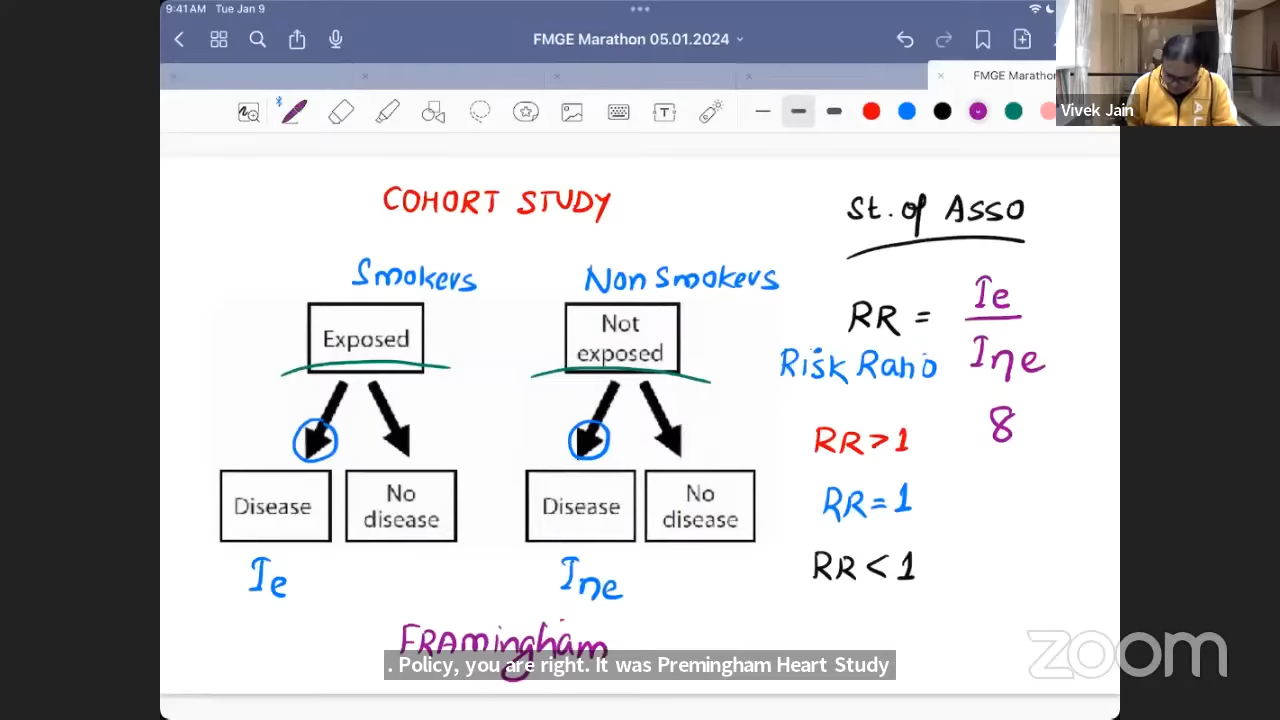 9:41 AM Tue Jan 9
FMGE Marathon 05.01.2024
FMGE Marathon
Vivek Jain
COHORT STUDY
St. of ASSO
Smokers
Non Smokers
Exposed
Not
exposed
RR = Ie
Ine
Risk Ratio
8
RR > 1
RR = 1
RR < 1
Disease
No
disease
Disease
No
disease
Ie
Ine
FRAmingham
. Policy, you are right. It was Premingham Heart Study
zoom